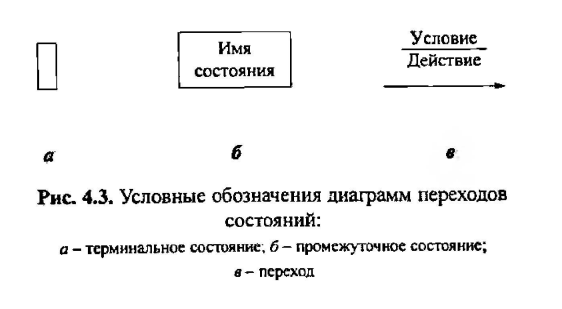 Имя
состояния
Условие
Действие
а
б
в
Рис. 4.3. Условные обозначения диаграмм переходов
состояний:
а – терминальное состояние; б – промежуточное состояние;
в – переход